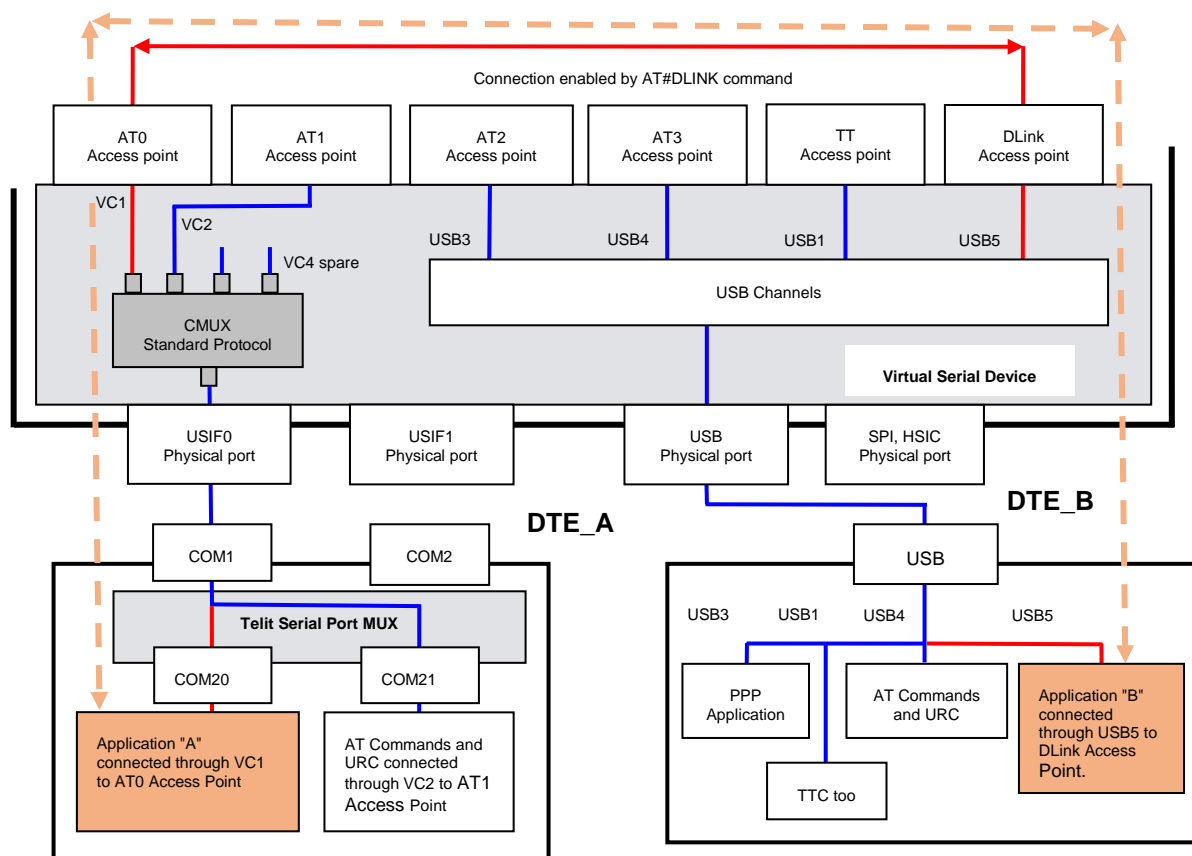 Connection enabled by AT#DLINK command
AT0
Access point
AT1
Access point
AT2
Access point
AT3
Access point
TT
Access point
DLink
Access point
VC1
VC2
VC4 spare
USB3
USB4
USB1
USB5
USB Channels
CMUX
Standard Protocol
Virtual Serial Device
USIF0
Physical port
USIF1
Physical port
USB
Physical port
SPI, HSIC
Physical port
DTE_A
DTE_B
COM1
COM2
USB
Telit Serial Port MUX
USB3
USB1
USB4
USB5
COM20
COM21
Application "A"
connected through VC1
to AT0 Access Point
AT Commands and
URC connected
through VC2 to AT1
Access Point
PPP
Application
AT Commands
and URC
Application "B"
connected
through USB5 to
DLink Access
Point.
TTC too